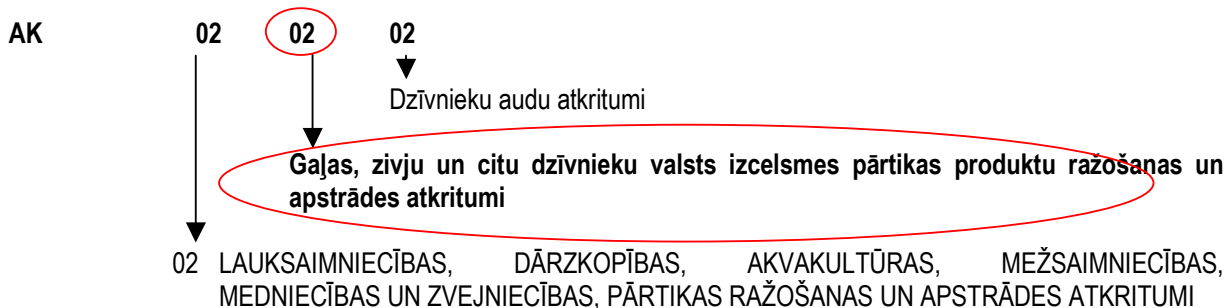 AK 02 02 02
Dzīvnieku audu atkritumi
Gaļas, zivju un citu dzīvnieku valsts izcelsmes pārtikas produktu ražošanas un
apstrādes atkritumi
02 LAUKSAIMNIECĪBAS, DĀRZKOPĪBAS, AKVAKULTŪRAS, MEŽSAIMNIECĪBAS,
MEDNIECĪBAS UN ZVEJNIECĪBAS, PĀRTIKAS RAŽOŠANAS UN APSTRĀDES ATKRITUMI